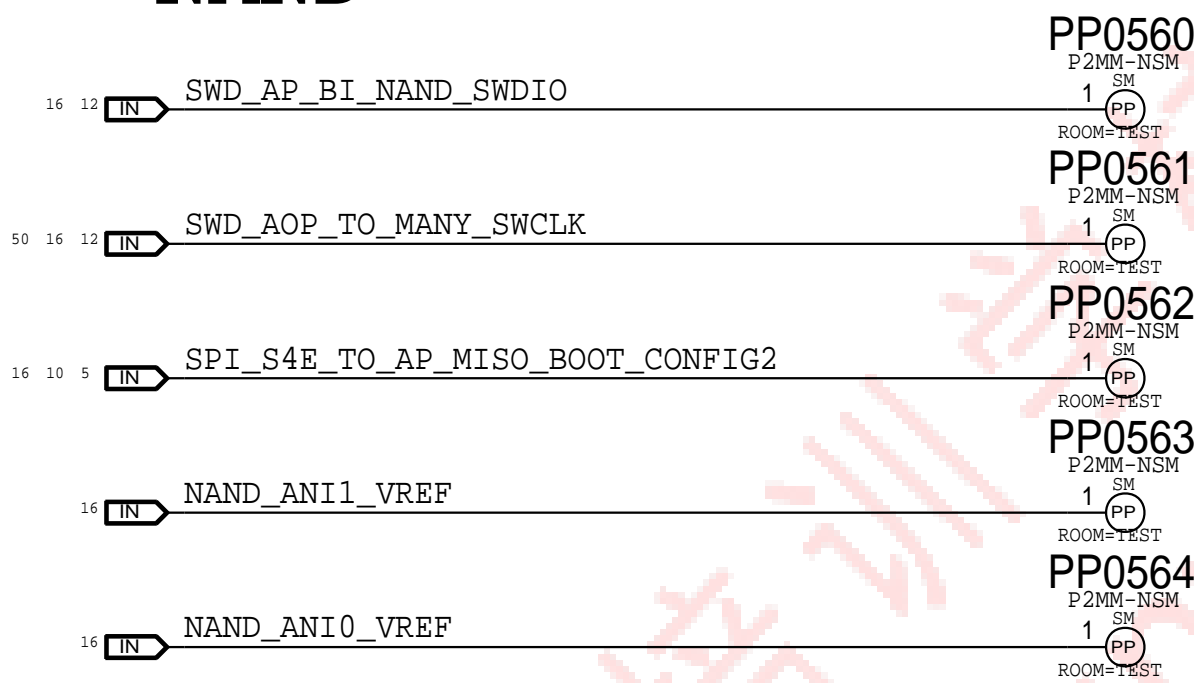 NAND
PP0560
P2MM-NSM
SM
16 12 IN SWD_AP_BI_NAND_SWDIO 1 PP
ROOM=TEST
PP0561
P2MM-NSM
SM
50 16 12 IN SWD_AOP_TO_MANY_SWCLK 1 PP
ROOM=TEST
PP0562
P2MM-NSM
SM
16 10 5 IN SPI_S4E_TO_AP_MISO_BOOT_CONFIG2 1 PP
ROOM=TEST
PP0563
P2MM-NSM
SM
16 IN NAND_ANI1_VREF 1 PP
ROOM=TEST
PP0564
P2MM-NSM
SM
16 IN NAND_ANI0_VREF 1 PP
ROOM=TEST